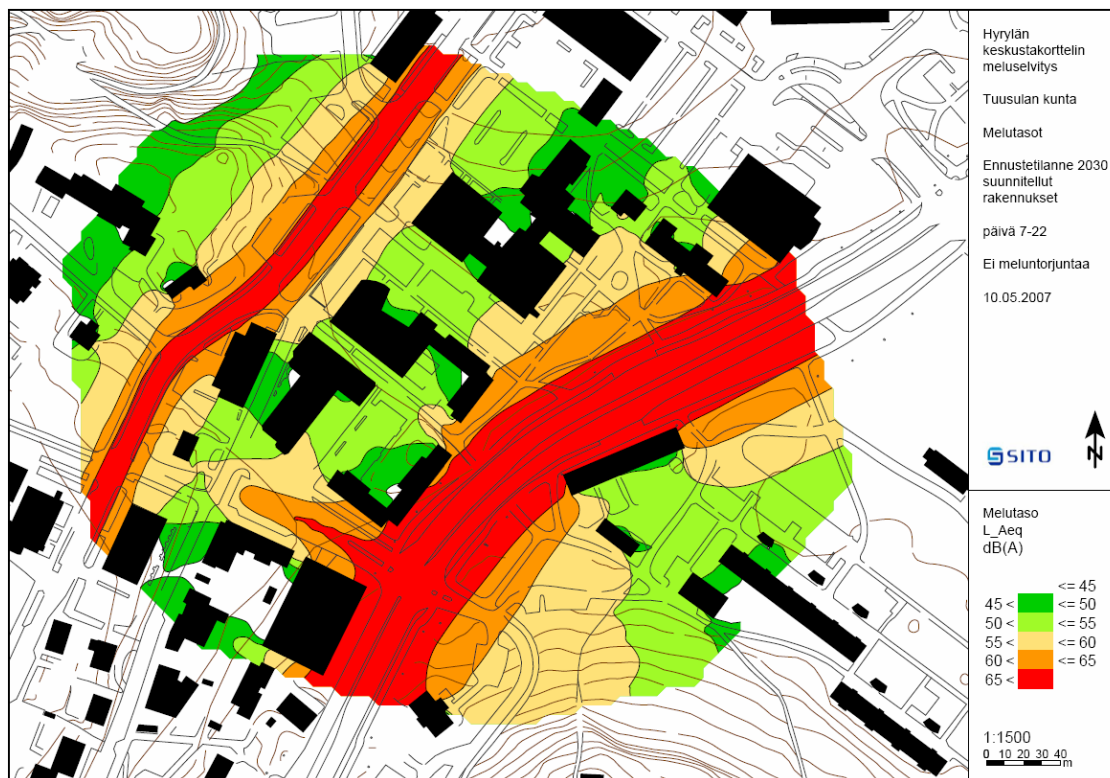 Hyrylän
keskustakorttelin
meluselvitys
Tuusulan kunta
Melutasot
Ennustetilanne 2030
suunnitellut
rakennukset
päivä 7-22
Ei meluntorjuntaa
10.05.2007
SITO
N
Melutaso
L_Aeq
dB(A)
<= 45
45 < <= 50
50 < <= 55
55 < <= 60
60 < <= 65
65 <
1:1500
0 10 20 30 40
m